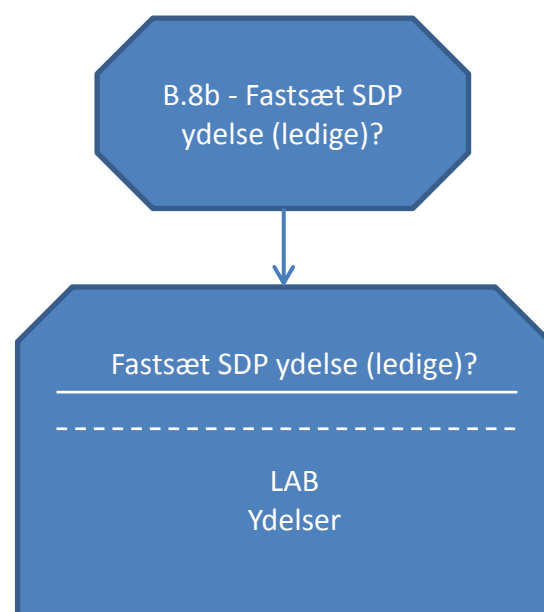 B.8b - Fastsæt SDP
ydelse (ledige)?
Fastsæt SDP ydelse (ledige)?
LAB
Ydelser